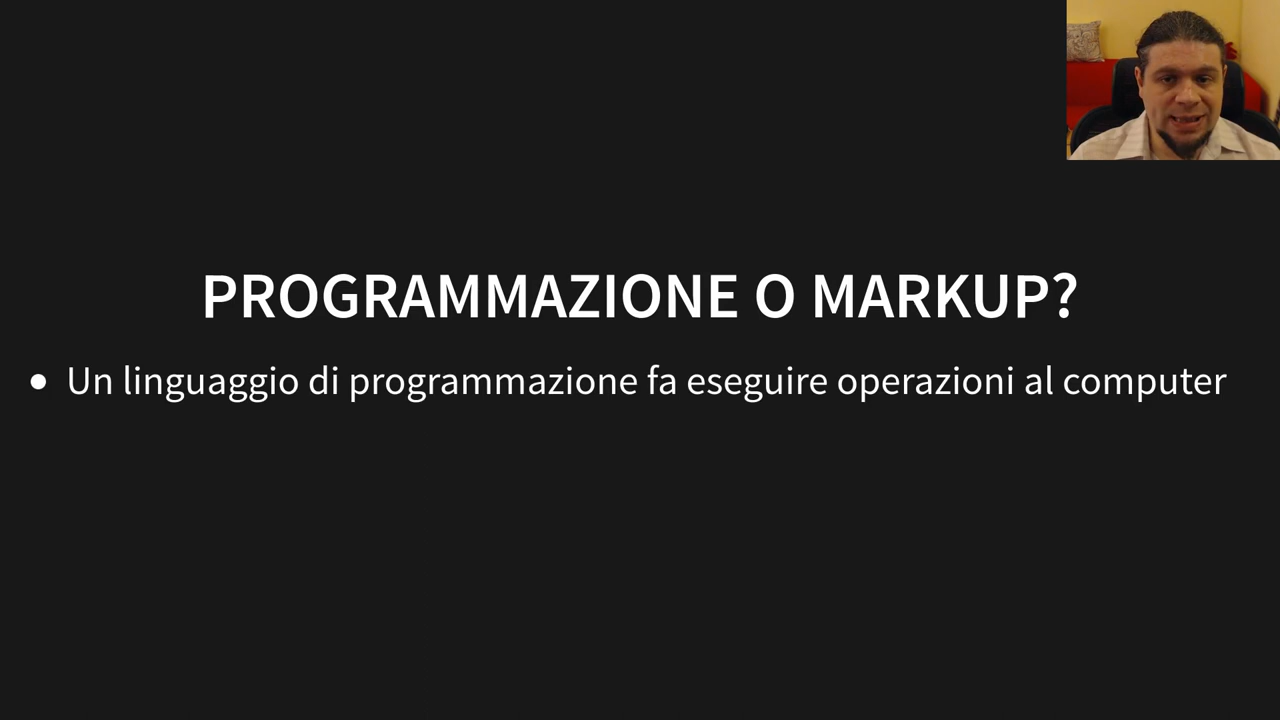 PROGRAMMAZIONE O MARKUP?
Un linguaggio di programmazione fa eseguire operazioni al computer